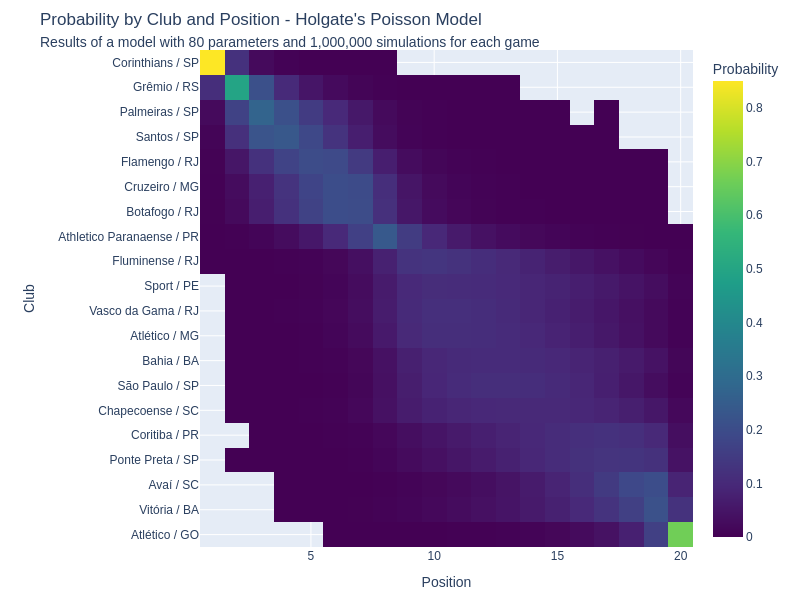 Probability by Club and Position - Holgate's Poisson Model
Results of a model with 80 parameters and 1,000,000 simulations for each game
Probability
Club
Corinthians / SP
Grêmio / RS
Palmeiras / SP
Santos / SP
Flamengo / RJ
Cruzeiro / MG
Botafogo / RJ
Athletico Paranaense / PR
Fluminense / RJ
Sport / PE
Vasco da Gama / RJ
Atlético / MG
Bahia / BA
São Paulo / SP
Chapecoense / SC
Coritiba / PR
Ponte Preta / SP
Avaí / SC
Vitória / BA
Atlético / GO
5 10 15 20
Position
0.8
0.7
0.6
0.5
0.4
0.3
0.2
0.1
0